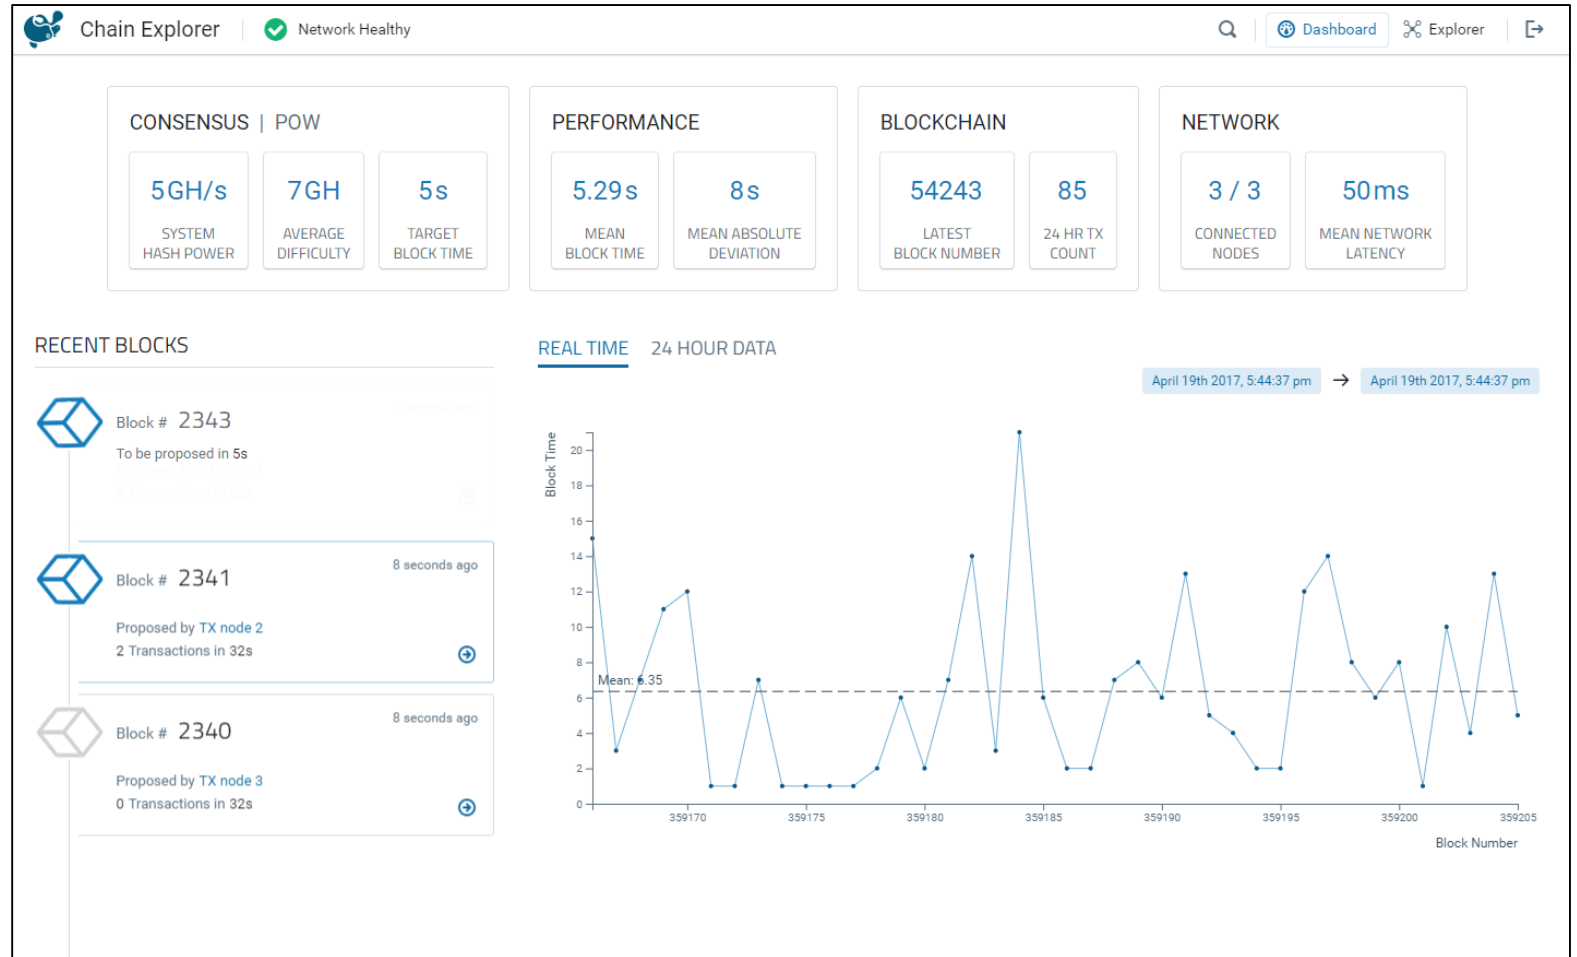 Chain Explorer
Network Healthy
Dashboard
Explorer
CONSENSUS | POW
5GH/s
SYSTEM
HASH POWER
7GH
AVERAGE
DIFFICULTY
5s
TARGET
BLOCK TIME
PERFORMANCE
5.29s
MEAN
BLOCK TIME
8s
MEAN ABSOLUTE
DEVIATION
BLOCKCHAIN
54243
LATEST
BLOCK NUMBER
85
24 HR TX
COUNT
NETWORK
3 / 3
CONNECTED
NODES
50ms
MEAN NETWORK
LATENCY
RECENT BLOCKS
Block # 2343
To be proposed in 5s
Block # 2341
8 seconds ago
Proposed by TX node 2
2 Transactions in 32s
Block # 2340
8 seconds ago
Proposed by TX node 3
0 Transactions in 32s
REAL TIME 24 HOUR DATA
April 19th 2017, 5:44:37 pm → April 19th 2017, 5:44:37 pm
Block Time
20
18
16
14
12
10
8
Mean: 6.35
6
4
2
0
359170 359175 359180 359185 359190 359195 359200 359205
Block Number